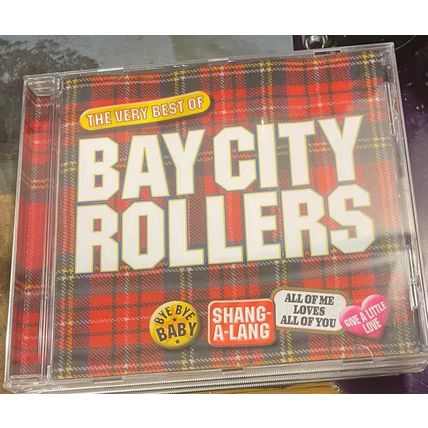 THE VERY BEST OF
BAY CITY
ROLLERS
BYE BYE
BABY
SHANG-
A-LANG
ALL OF ME
LOVES
ALL OF YOU
GIVE A LITTLE
LOVE